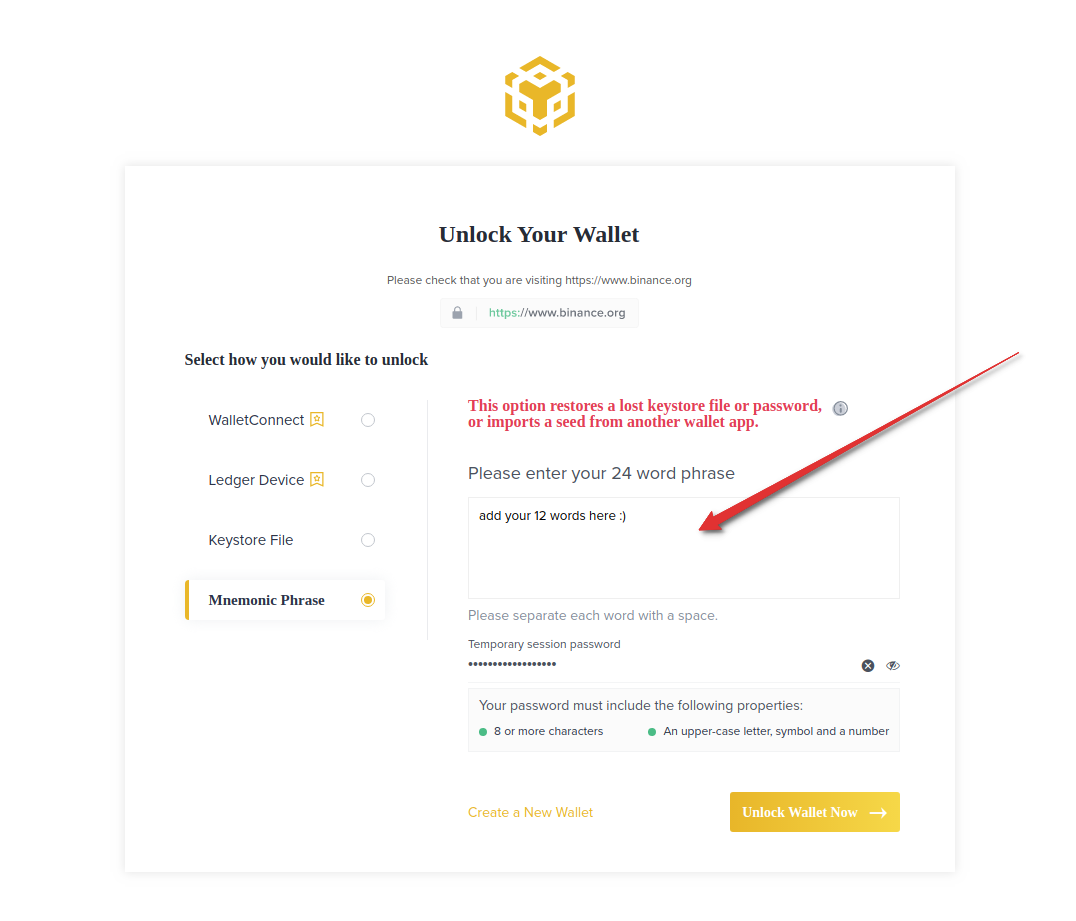 Unlock Your Wallet
Please check that you are visiting https://www.binance.org
https://www.binance.org
Select how you would like to unlock
WalletConnect
Ledger Device
Keystore File
Mnemonic Phrase
This option restores a lost keystore file or password,
or imports a seed from another wallet app.
Please enter your 24 word phrase
add your 12 words here :)
Please separate each word with a space.
Temporary session password
••••••••••••••••••
Your password must include the following properties:
8 or more characters
An upper-case letter, symbol and a number
Create a New Wallet
Unlock Wallet Now →